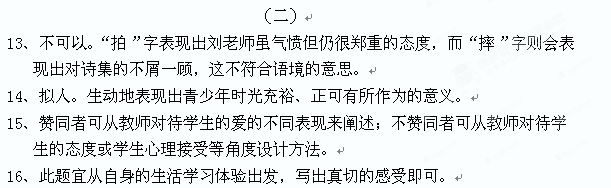 （二）
13、不可以。“拍”字表现出刘老师虽气愤但仍很郑重的态度，而“摔”字则会表
现出对诗集的不屑一顾，这不符合语境的意思。
14、拟人。生动地表现出青少年时光充裕、正可有所作为的意义。
15、赞同者可从教师对待学生的爱的不同表现来阐述；不赞同者可从教师对待学
生的态度或学生心理接受等角度设计方法。
16、此题宜从自身的生活学习体验出发，写出真切的感受即可。